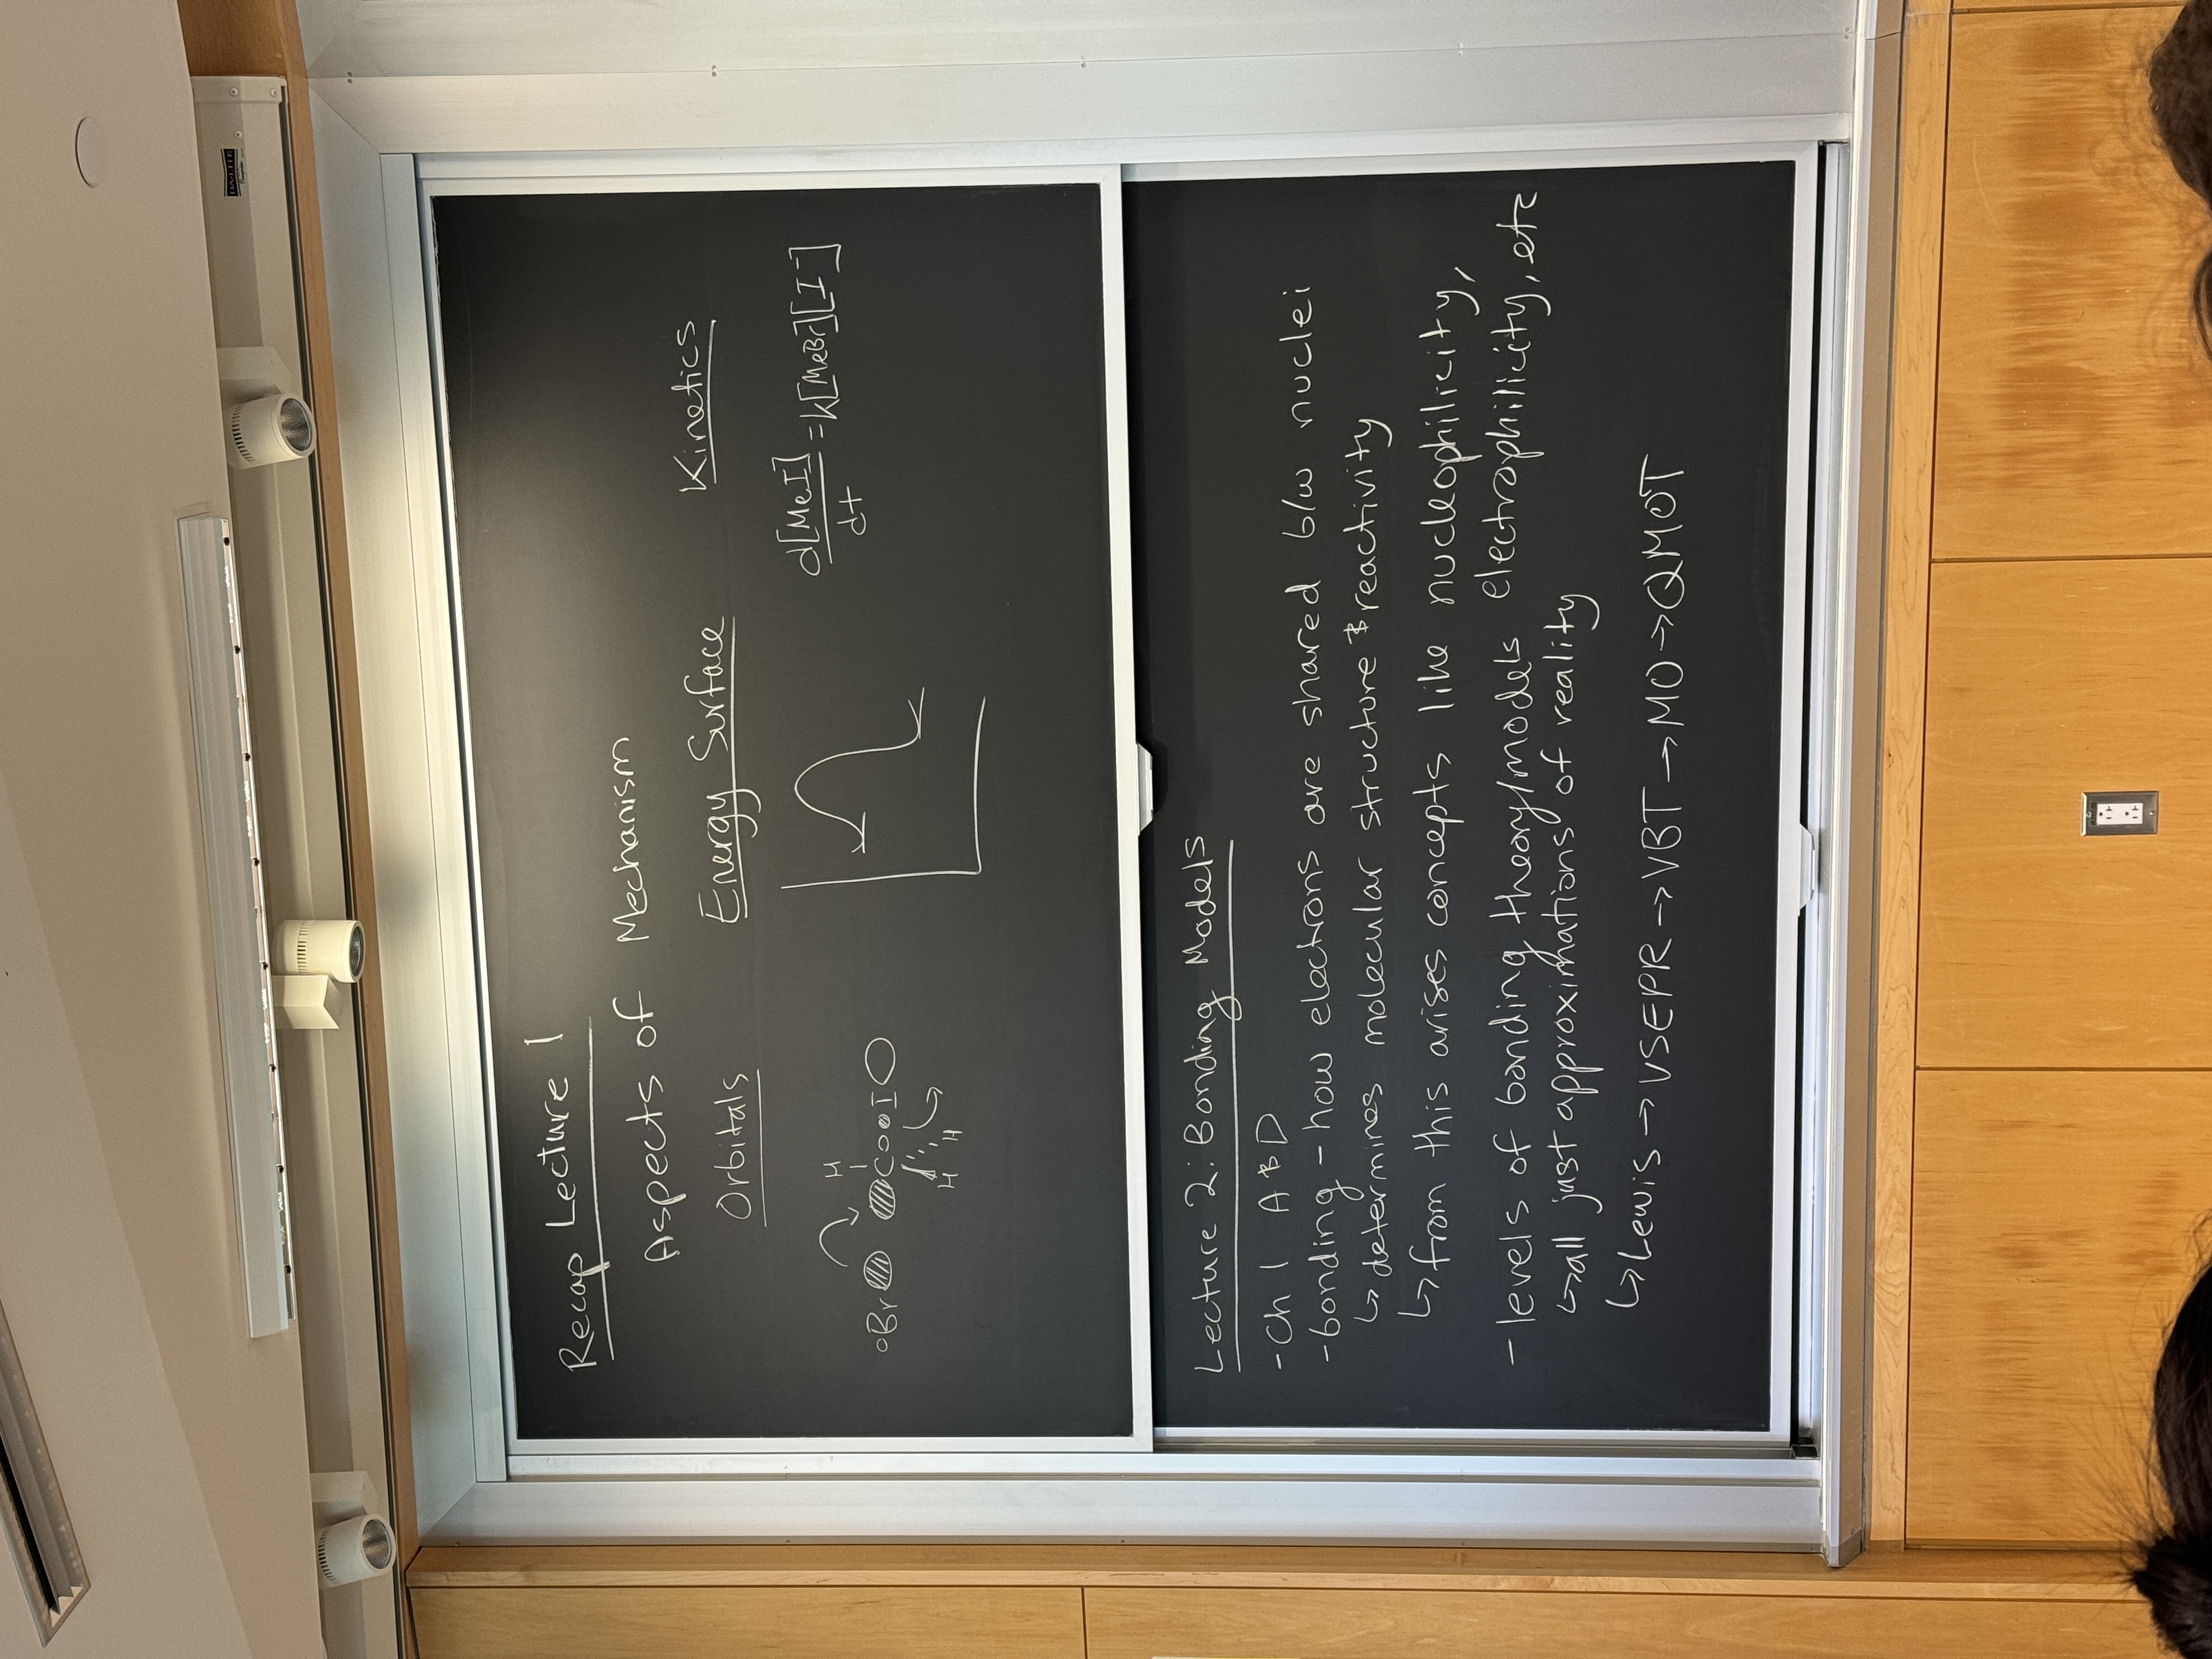 DA-LITE
Recap Lecture 1
Aspects of Mechanism
Orbitals
Energy Surface
Kinetics
H
Br C I
H H
d[MeI]/dt = k[MeBr][I⁻]
Lecture 2: Bonding Models
- Ch 1 A & D
- bonding - how electrons are shared b/w nuclei
↳ determines molecular structure & reactivity
↳ from this arises concepts like nucleophilicity,
electrophilicity, etc
- levels of bonding theory/models
↳ all just approximations of reality
↳ Lewis → VSEPR → VBT → MO → QMOT